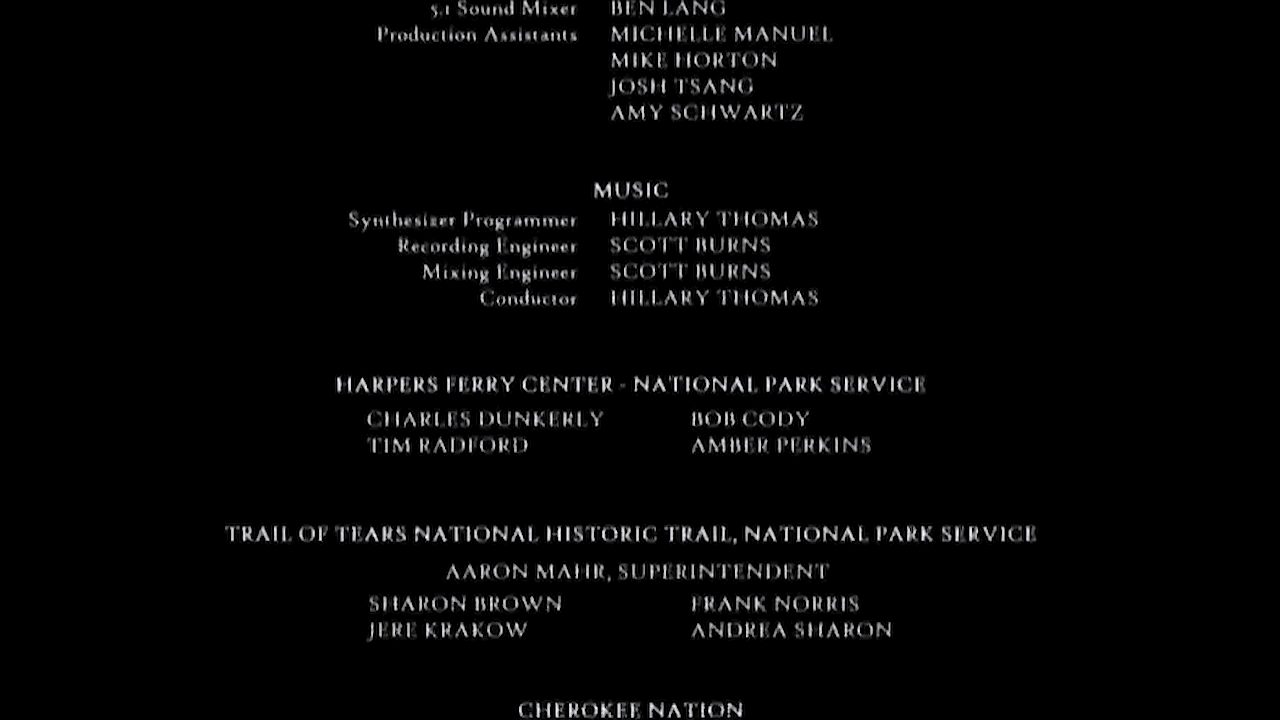 5.1 Sound Mixer BEN LANG
Production Assistants MICHELLE MANUEL
MIKE HORTON
JOSH TSANG
AMY SCHWARTZ
MUSIC
Synthesizer Programmer HILLARY THOMAS
Recording Engineer SCOTT BURNS
Mixing Engineer SCOTT BURNS
Conductor HILLARY THOMAS
HARPERS FERRY CENTER - NATIONAL PARK SERVICE
CHARLES DUNKERLY BOB CODY
TIM RADFORD AMBER PERKINS
TRAIL OF TEARS NATIONAL HISTORIC TRAIL, NATIONAL PARK SERVICE
AARON MAHR, SUPERINTENDENT
SHARON BROWN FRANK NORRIS
JERE KRAKOW ANDREA SHARON
CHEROKEE NATION